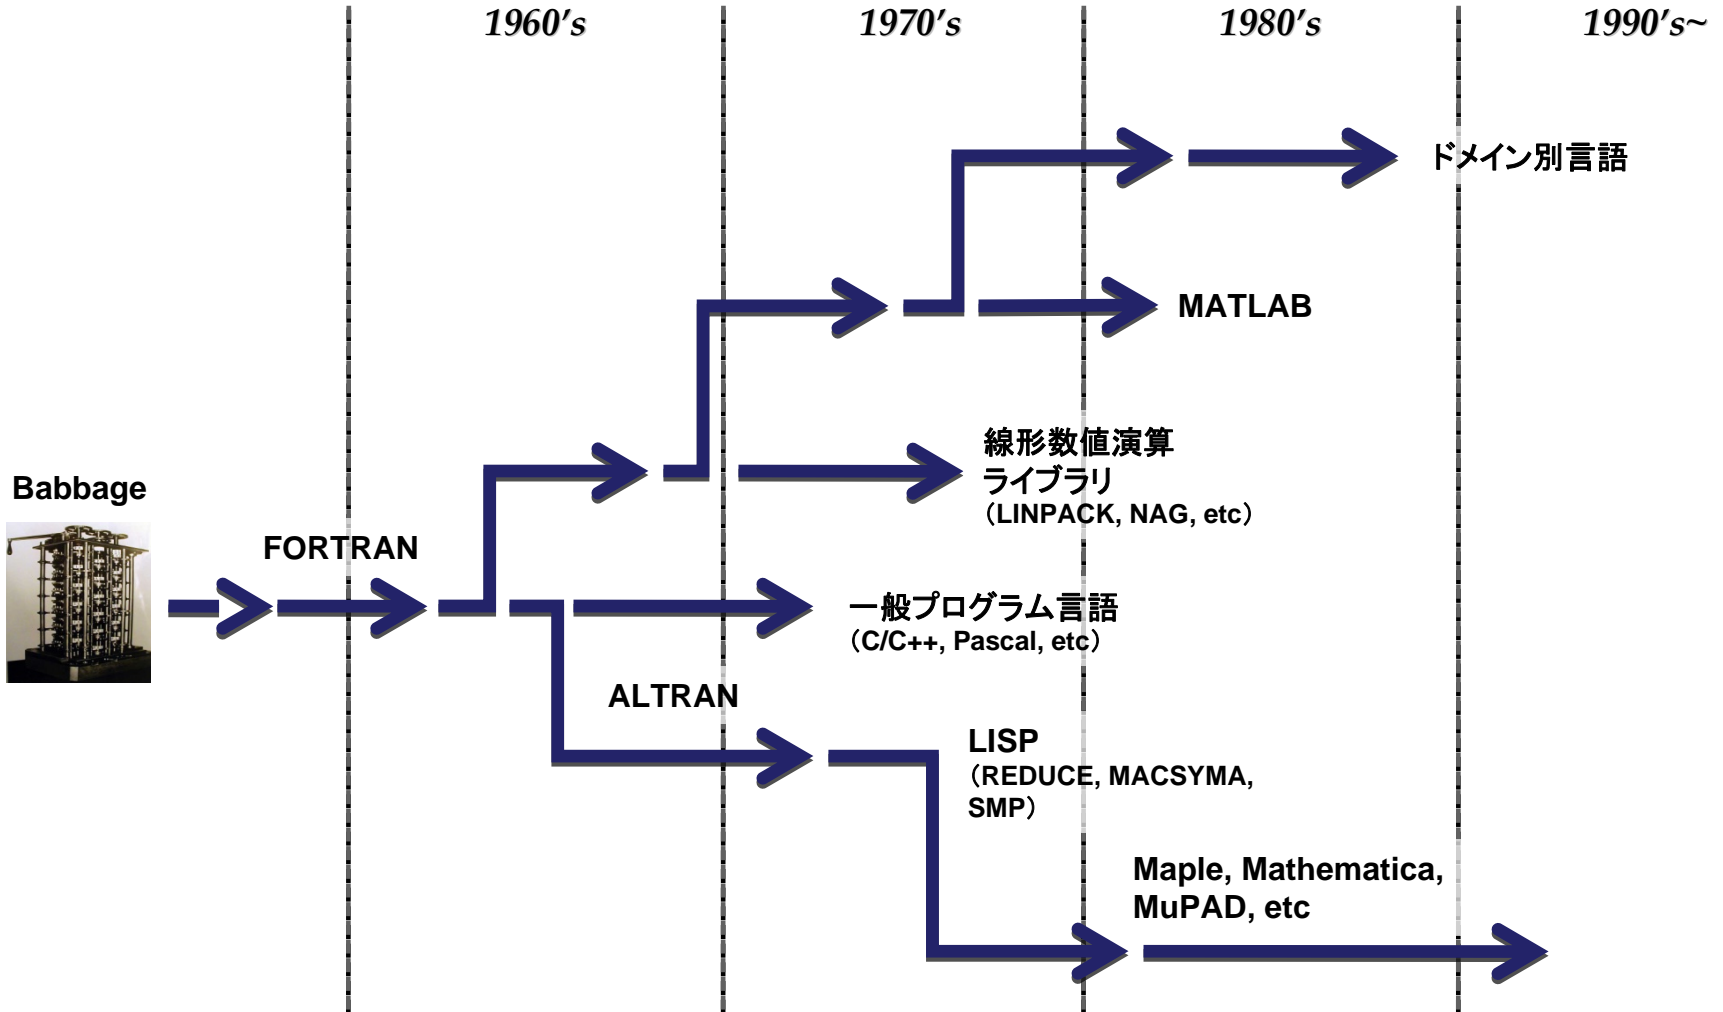 1960's
1970's
1980's
1990's~
ドメイン別言語
MATLAB
線形数値演算
ライブラリ
（LINPACK, NAG, etc）
Babbage
FORTRAN
一般プログラム言語
（C/C++, Pascal, etc）
ALTRAN
LISP
（REDUCE, MACSYMA,
SMP）
Maple, Mathematica,
MuPAD, etc